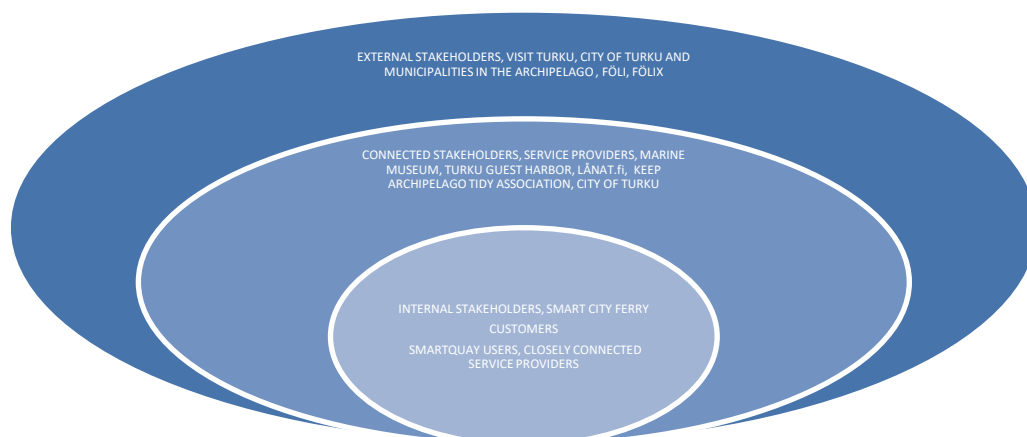 EXTERNAL STAKEHOLDERS, VISIT TURKU, CITY OF TURKU AND
MUNICIPALITIES IN THE ARCHIPELAGO , FÖLI, FÖLIX
CONNECTED STAKEHOLDERS, SERVICE PROVIDERS, MARINE
MUSEUM, TURKU GUEST HARBOR, LÅNAT.fi, KEEP
ARCHIPELAGO TIDY ASSOCIATION, CITY OF TURKU
INTERNAL STAKEHOLDERS, SMART CITY FERRY
CUSTOMERS
SMARTQUAY USERS, CLOSELY CONNECTED
SERVICE PROVIDERS